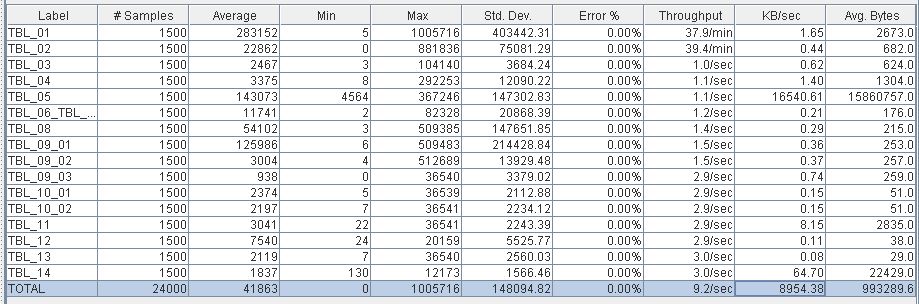 Label # Samples Average Min Max Std. Dev. Error % Throughput KB/sec Avg. Bytes
TBL_01 1500 283152 5 1005716 403442.31 0.00% 37.9/min 1.65 2673.0
TBL_02 1500 22862 0 881836 75081.29 0.00% 39.4/min 0.44 682.0
TBL_03 1500 2467 3 104140 3684.24 0.00% 1.0/sec 0.62 624.0
TBL_04 1500 3375 8 292253 12090.22 0.00% 1.1/sec 1.40 1304.0
TBL_05 1500 143073 4564 367246 147302.83 0.00% 1.1/sec 16540.61 15860757.0
TBL_06_TBL_... 1500 11741 2 82328 20868.39 0.00% 1.2/sec 0.21 176.0
TBL_08 1500 54102 3 509385 147651.85 0.00% 1.4/sec 0.29 215.0
TBL_09_01 1500 125986 6 509483 214428.84 0.00% 1.5/sec 0.36 253.0
TBL_09_02 1500 3004 4 512689 13929.48 0.00% 1.5/sec 0.37 257.0
TBL_09_03 1500 938 0 36540 3379.02 0.00% 2.9/sec 0.74 259.0
TBL_10_01 1500 2374 5 36539 2112.88 0.00% 2.9/sec 0.15 51.0
TBL_10_02 1500 2197 7 36541 2234.12 0.00% 2.9/sec 0.15 51.0
TBL_11 1500 3041 22 36541 2243.39 0.00% 2.9/sec 8.15 2835.0
TBL_12 1500 7540 24 20159 5525.77 0.00% 2.9/sec 0.11 38.0
TBL_13 1500 2119 7 36540 2560.03 0.00% 3.0/sec 0.08 29.0
TBL_14 1500 1837 130 12173 1566.46 0.00% 3.0/sec 64.70 22429.0
TOTAL 24000 41863 0 1005716 148094.82 0.00% 9.2/sec 8954.38 993289.6